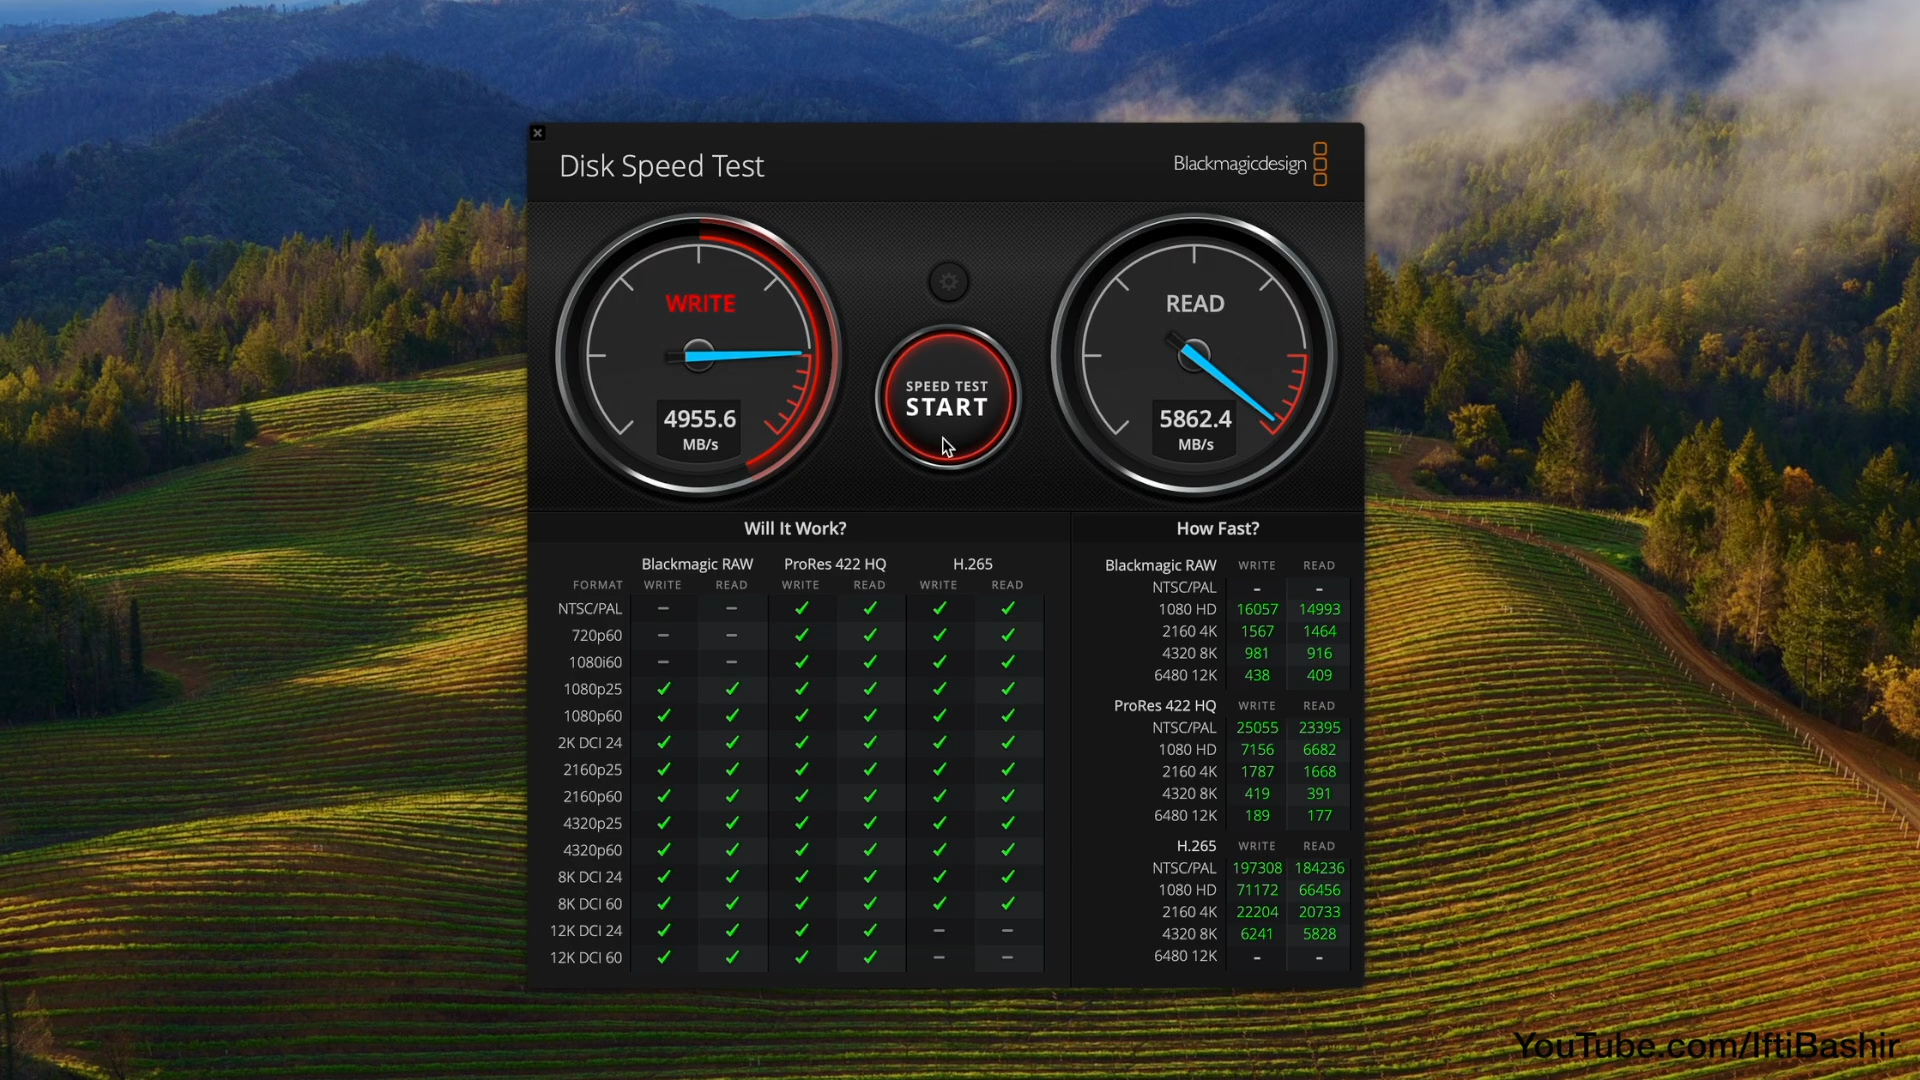 Disk Speed Test
Blackmagicdesign
WRITE
4955.6
MB/s
SPEED TEST
START
READ
5862.4
MB/s
Will It Work?
Blackmagic RAW ProRes 422 HQ H.265
FORMAT WRITE READ WRITE READ WRITE READ
NTSC/PAL – – ✓ ✓ ✓ ✓
720p60 – – ✓ ✓ ✓ ✓
1080i60 – – ✓ ✓ ✓ ✓
1080p25 ✓ ✓ ✓ ✓ ✓ ✓
1080p60 ✓ ✓ ✓ ✓ ✓ ✓
2K DCI 24 ✓ ✓ ✓ ✓ ✓ ✓
2160p25 ✓ ✓ ✓ ✓ ✓ ✓
2160p60 ✓ ✓ ✓ ✓ ✓ ✓
4320p25 ✓ ✓ ✓ ✓ ✓ ✓
4320p60 ✓ ✓ ✓ ✓ ✓ ✓
8K DCI 24 ✓ ✓ ✓ ✓ ✓ ✓
8K DCI 60 ✓ ✓ ✓ ✓ ✓ ✓
12K DCI 24 ✓ ✓ ✓ ✓ – –
12K DCI 60 ✓ ✓ ✓ ✓ – –
How Fast?
Blackmagic RAW WRITE READ
NTSC/PAL - -
1080 HD 16057 14993
2160 4K 1567 1464
4320 8K 981 916
6480 12K 438 409
ProRes 422 HQ WRITE READ
NTSC/PAL 25055 23395
1080 HD 7156 6682
2160 4K 1787 1668
4320 8K 419 391
6480 12K 189 177
H.265 WRITE READ
NTSC/PAL 197308 184236
1080 HD 71172 66456
2160 4K 22204 20733
4320 8K 6241 5828
6480 12K - -
YouTube.com/IftiBashir